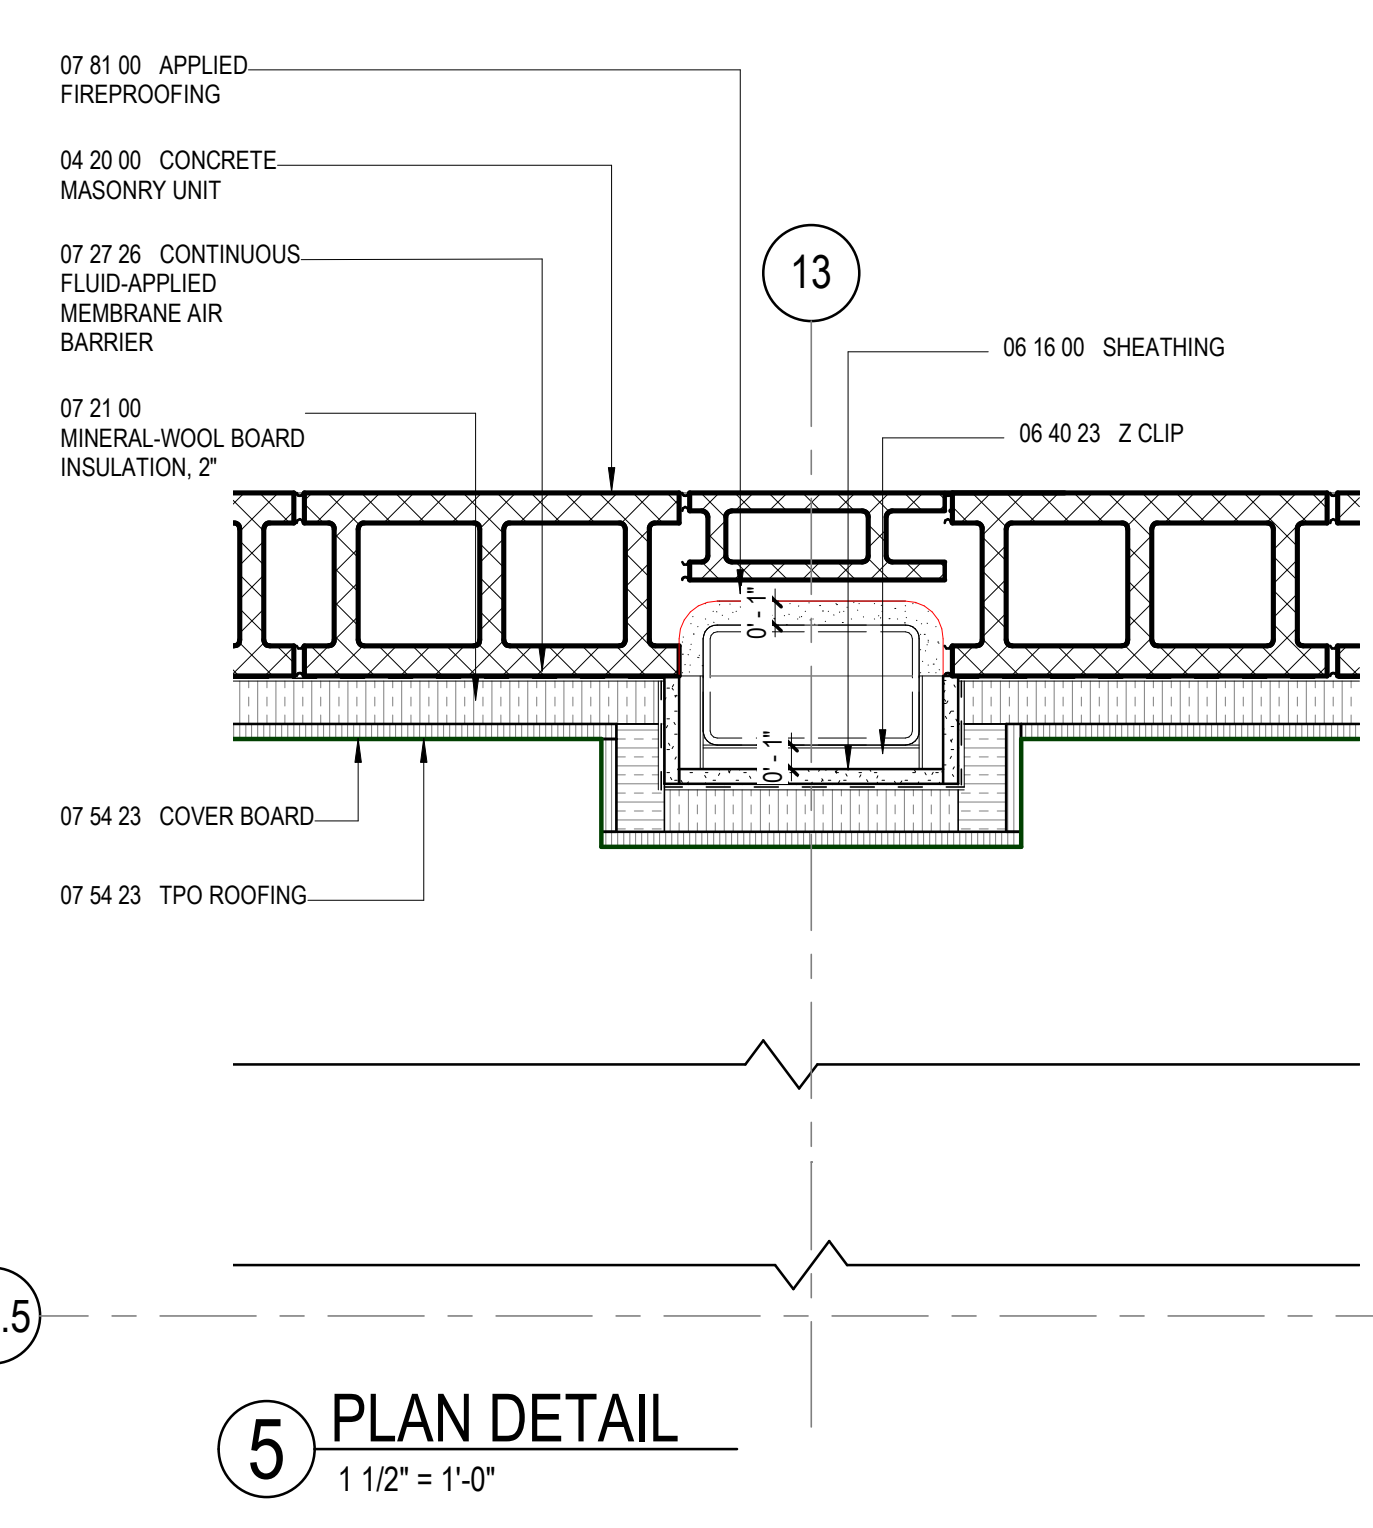 07 81 00 APPLIED
FIREPROOFING
04 20 00 CONCRETE
MASONRY UNIT
07 27 26 CONTINUOUS
FLUID-APPLIED
MEMBRANE AIR
BARRIER
07 21 00
MINERAL-WOOL BOARD
INSULATION, 2"
13
06 16 00 SHEATHING
06 40 23 Z CLIP
0' - 1"
0' - 1"
07 54 23 COVER BOARD
07 54 23 TPO ROOFING
.5
5
PLAN DETAIL
1 1/2" = 1'-0"